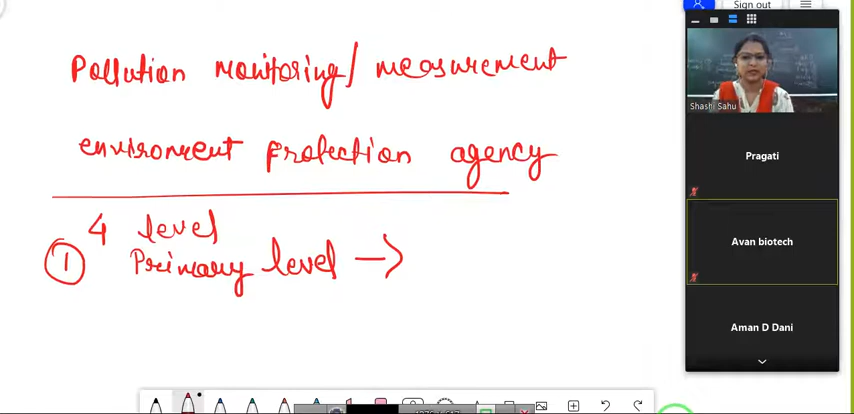 Sign out
Pollution monitoring/measurement
enviroment protection agency
4 level
① Primary level →
Shashi Sahu
Pragati
Avan biotech
Aman D Dani